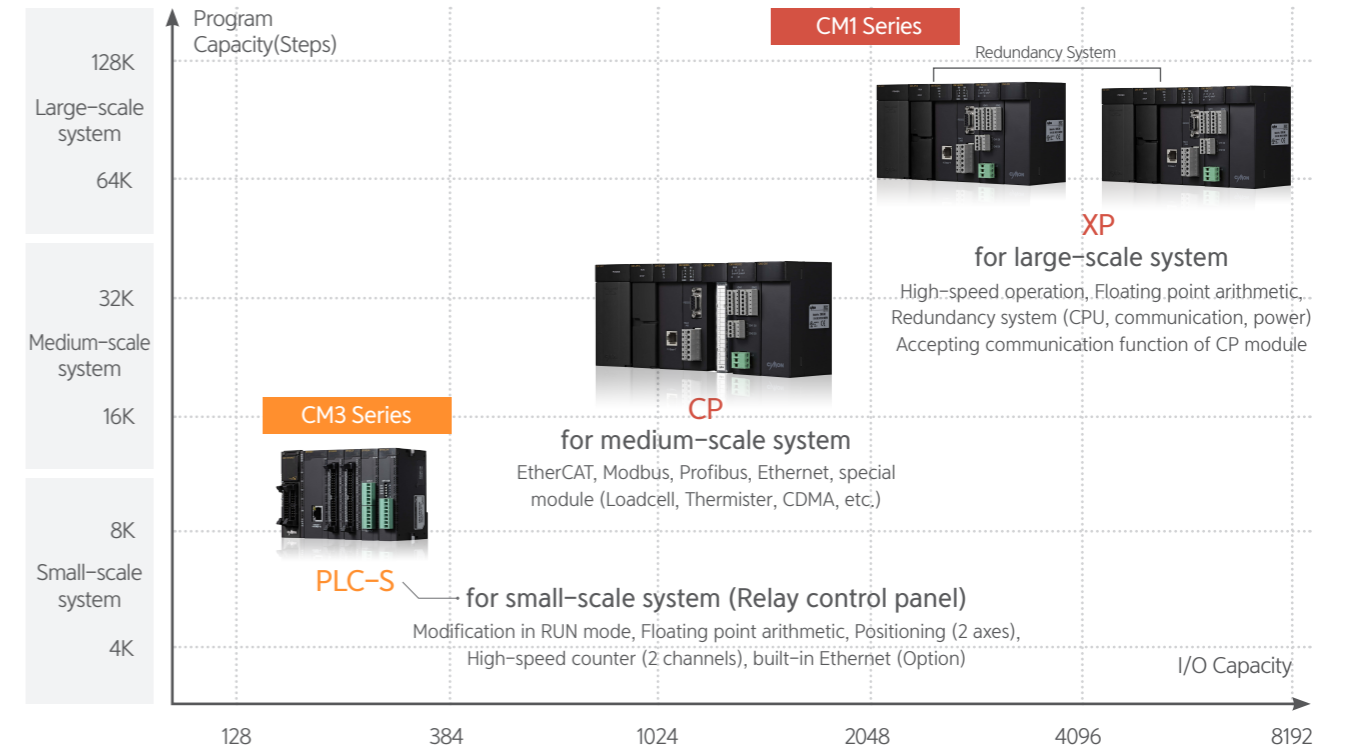 Program
Capacity(Steps)
CM1 Series
Redundancy System
128K
Large-scale
system
64K
XP
for large-scale system
High-speed operation, Floating point arithmetic,
Redundancy system (CPU, communication, power)
Accepting communication function of CP module
32K
Medium-scale
system
16K
CP
for medium-scale system
EtherCAT, Modbus, Profibus, Ethernet, special
module (Loadcell, Thermister, CDMA, etc.)
CM3 Series
8K
Small-scale
system
4K
PLC-S
for small-scale system (Relay control panel)
Modification in RUN mode, Floating point arithmetic, Positioning (2 axes),
High-speed counter (2 channels), built-in Ethernet (Option)
I/O Capacity
128 384 1024 2048 4096 8192